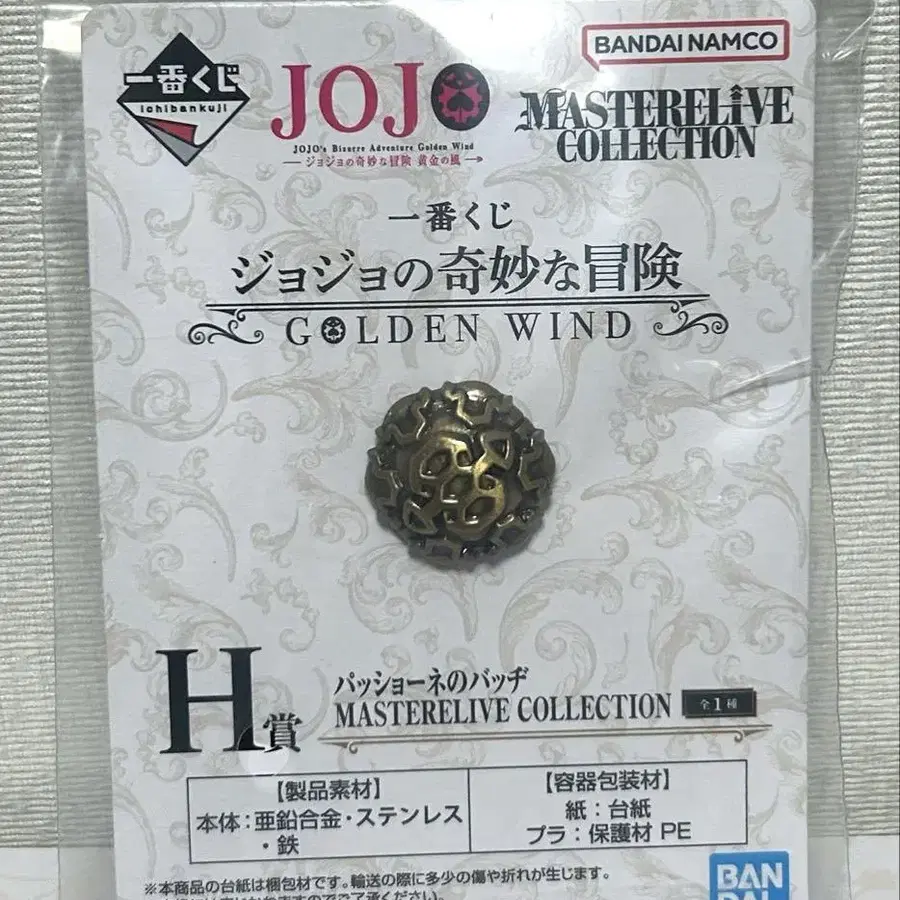 一番くじ
ichibankuji
JOJO
JOJO's Bizarre Adventure Golden Wind
ジョジョの奇妙な冒険 黄金の風
BANDAI NAMCO
MASTERELIVE
COLLECTION
一番くじ
ジョジョの奇妙な冒険
GOLDEN WIND
H賞
パッショーネのバッヂ
MASTERELIVE COLLECTION
全1種
【製品素材】
本体:亜鉛合金・ステンレス
・鉄
【容器包装材】
紙:台紙
プラ:保護材 PE
※本商品の台紙は梱包材です。輸送の際に多少の傷や折れが生じます。
BAN
DAI